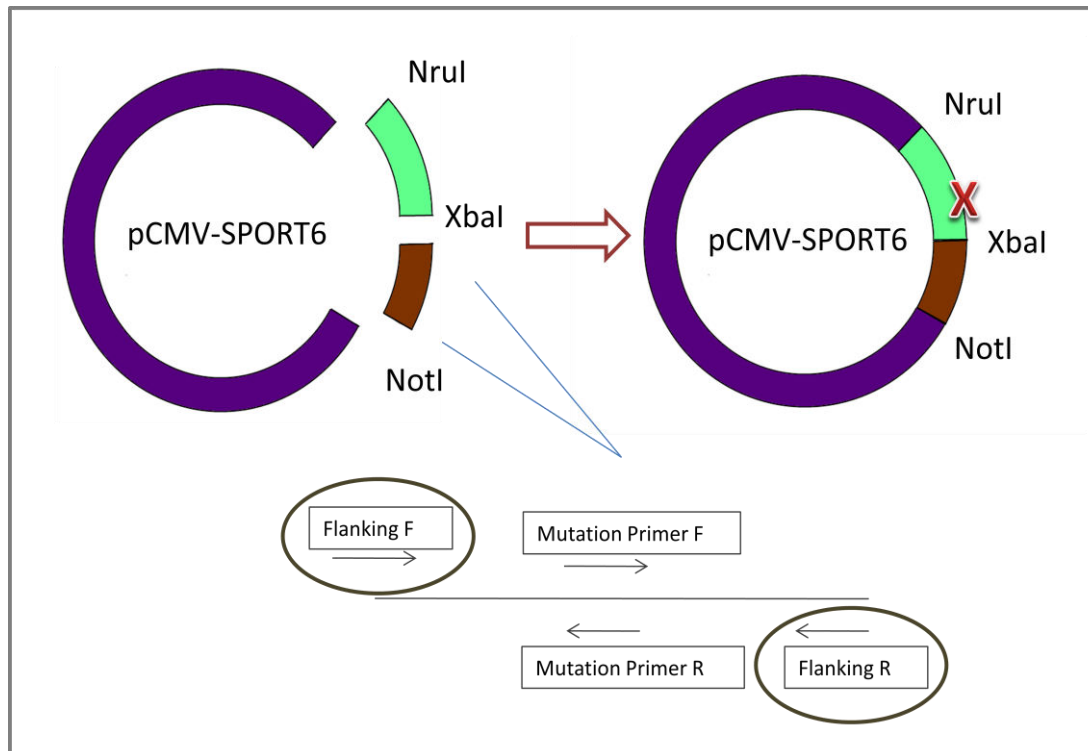 NruI
pCMV-SPORT6
XbaI
NotI
NruI
X
pCMV-SPORT6
XbaI
NotI
Flanking F
Mutation Primer F
Mutation Primer R
Flanking R